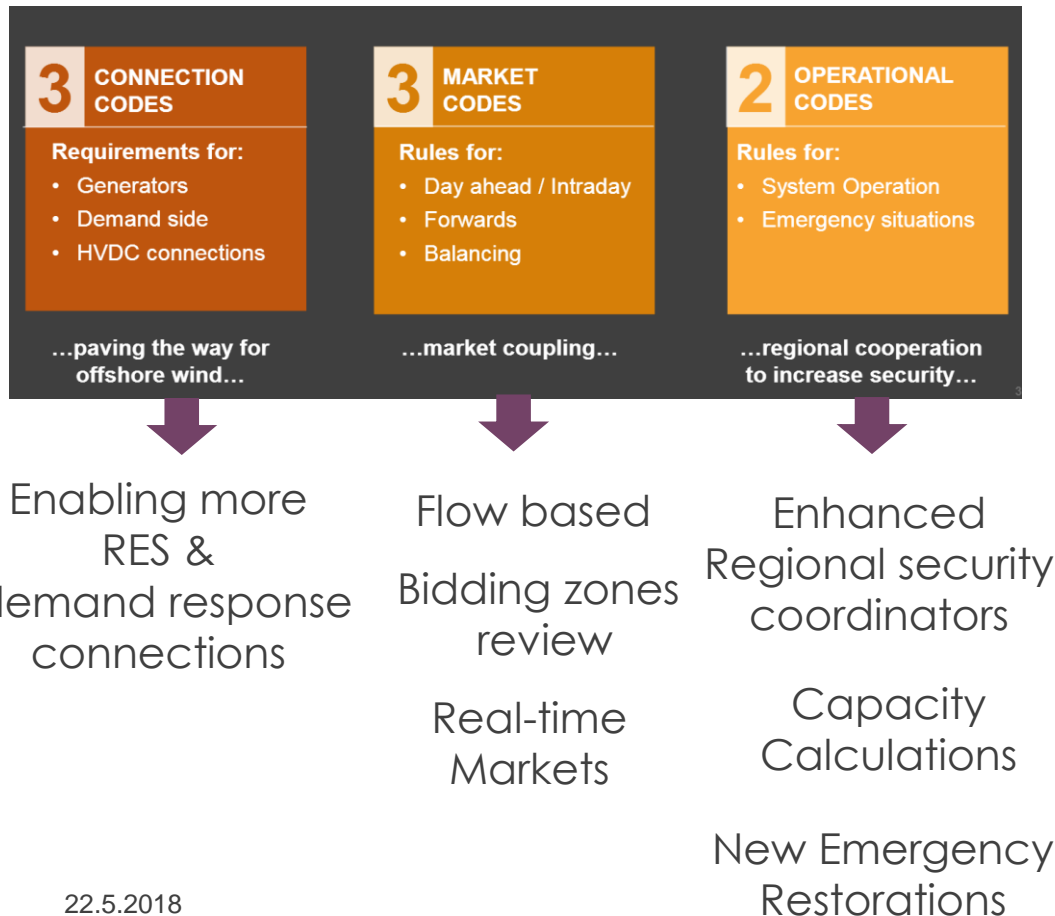 3 CONNECTION
CODES
Requirements for:
• Generators
• Demand side
• HVDC connections
…paving the way for
offshore wind…
3 MARKET
CODES
Rules for:
• Day ahead / Intraday
• Forwards
• Balancing
…market coupling…
2 OPERATIONAL
CODES
Rules for:
• System Operation
• Emergency situations
…regional cooperation
to increase security…
3
Enabling more
RES &
demand response
connections
Flow based
Bidding zones
review
Real-time
Markets
Enhanced
Regional security
coordinators
Capacity
Calculations
New Emergency
Restorations
22.5.2018